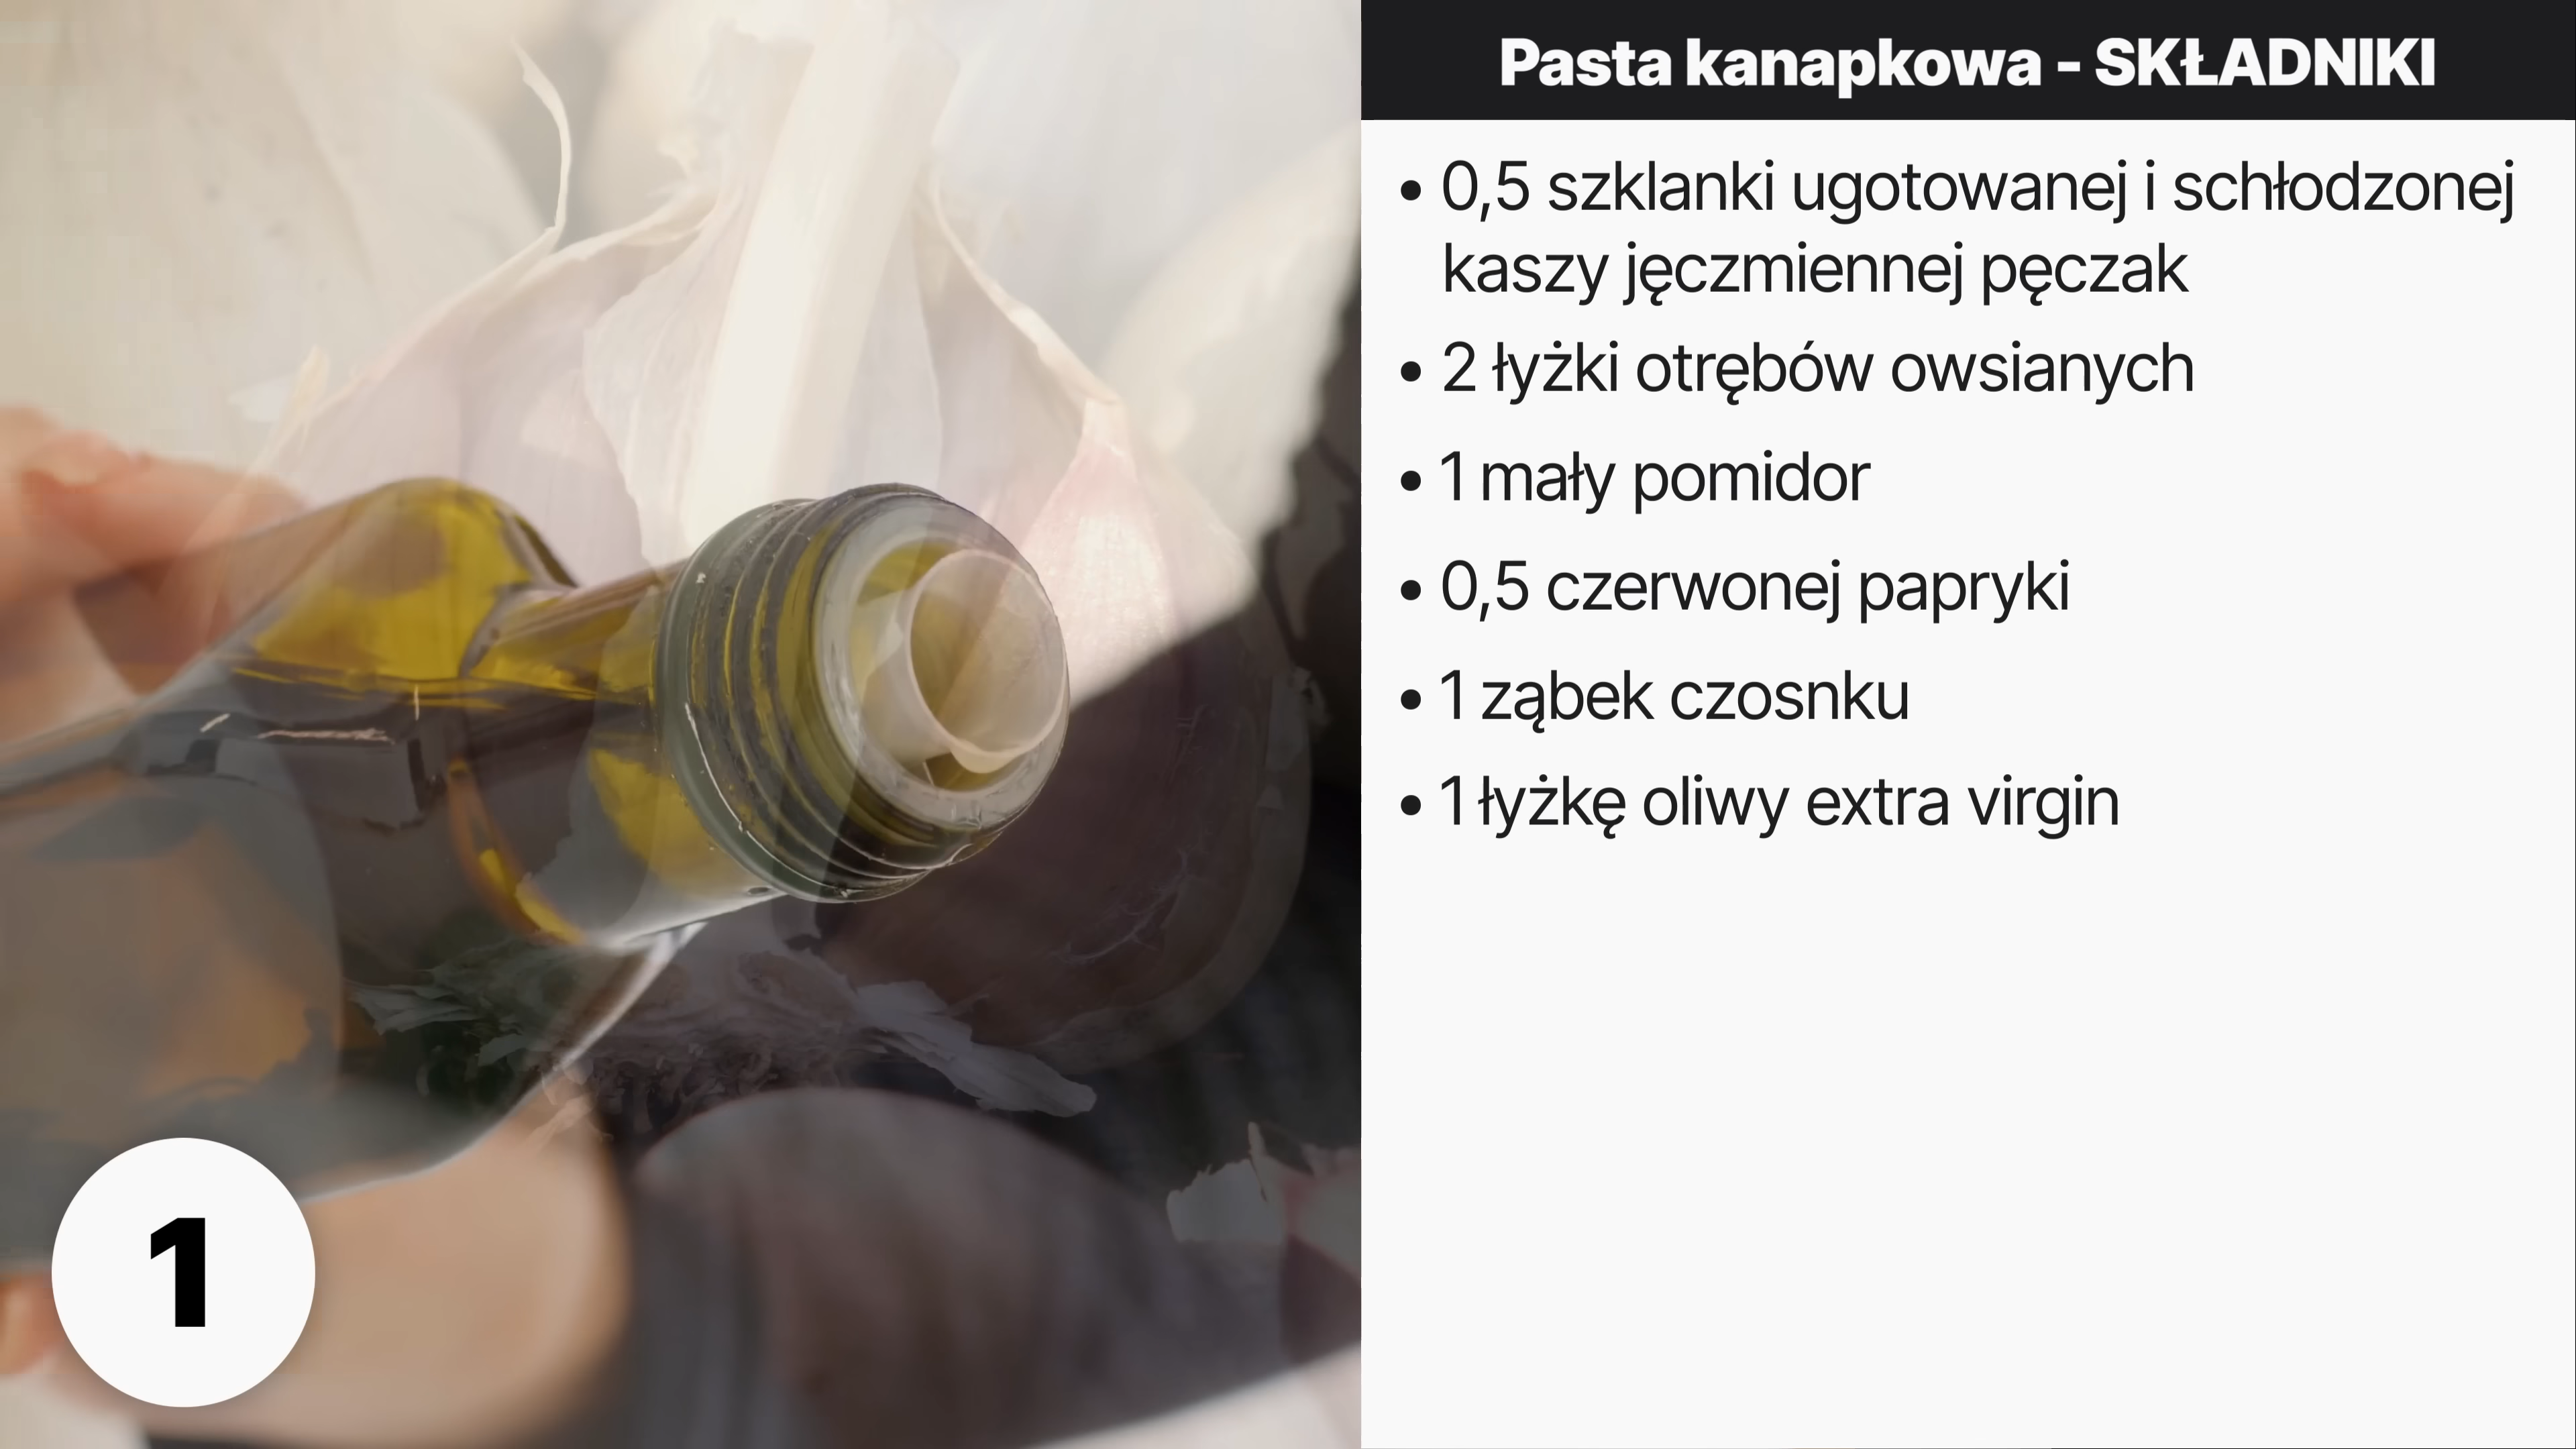 Pasta kanapkowa - SKŁADNIKI
• 0,5 szklanki ugotowanej i schłodzonej
kaszy jęczmiennej pęczak
• 2 łyżki otrębów owsianych
• 1 mały pomidor
• 0,5 czerwonej papryki
• 1 ząbek czosnku
• 1 łyżkę oliwy extra virgin
1